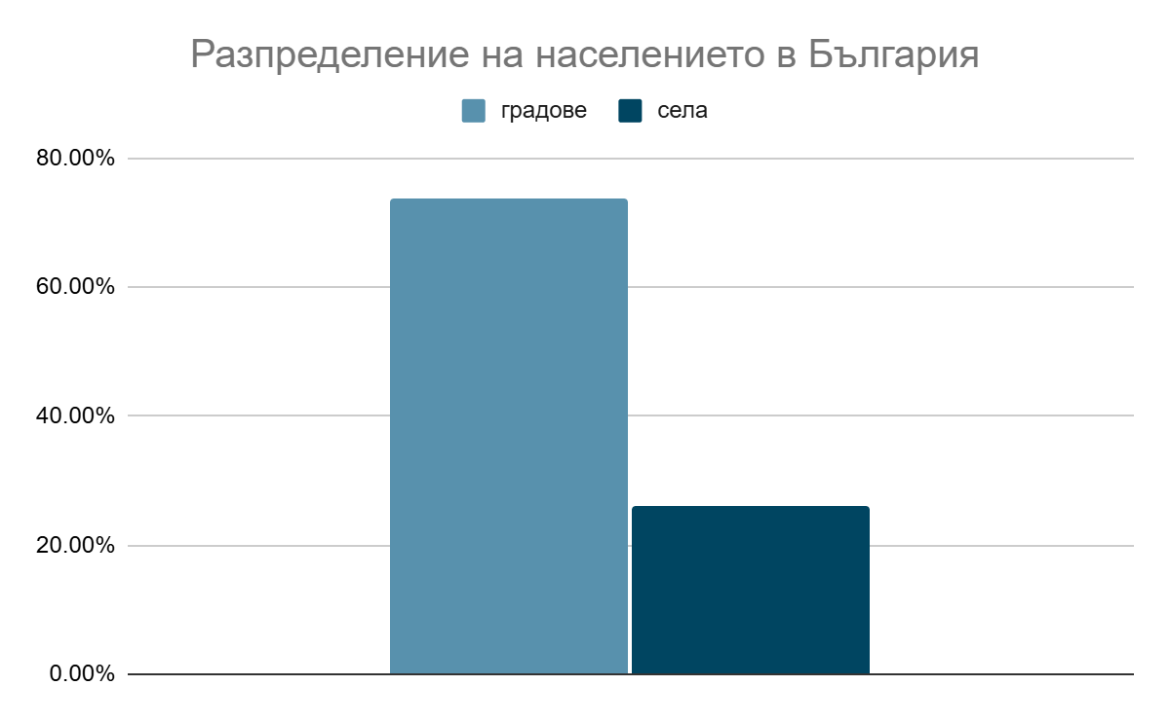 Разпределение на населението в България
градове села
80.00%
60.00%
40.00%
20.00%
0.00%